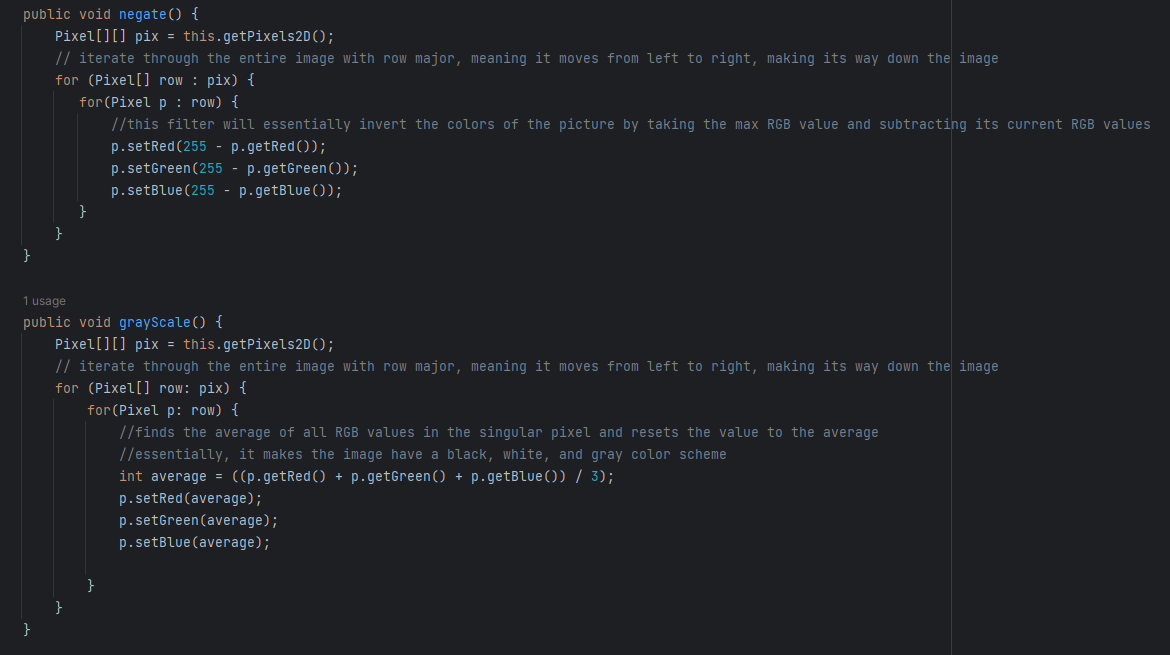 public void negate() {
    Pixel[][] pix = this.getPixels2D();
    // iterate through the entire image with row major, meaning it moves from left to right, making its way down the image
    for (Pixel[] row : pix) {
       for(Pixel p : row) {
           //this filter will essentially invert the colors of the picture by taking the max RGB value and subtracting its current RGB values
           p.setRed(255 - p.getRed());
           p.setGreen(255 - p.getGreen());
           p.setBlue(255 - p.getBlue());
       }
    }
}
1 usage
public void grayScale() {
    Pixel[][] pix = this.getPixels2D();
    // iterate through the entire image with row major, meaning it moves from left to right, making its way down the image
    for (Pixel[] row: pix) {
        for(Pixel p: row) {
            //finds the average of all RGB values in the singular pixel and resets the value to the average
            //essentially, it makes the image have a black, white, and gray color scheme
            int average = ((p.getRed() + p.getGreen() + p.getBlue()) / 3);
            p.setRed(average);
            p.setGreen(average);
            p.setBlue(average);
        }
    }
}